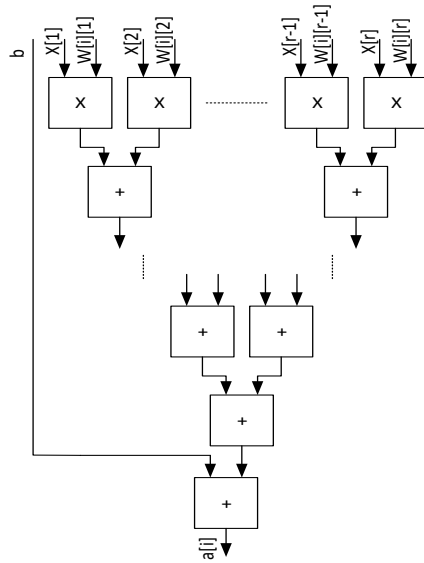 b
X[1]
W[i][1]
X[2]
W[i][2]
X[r-1]
W[i][r-1]
X[r]
W[i][r]
X
X
X
X
+
+
+
+
+
+
a[i]